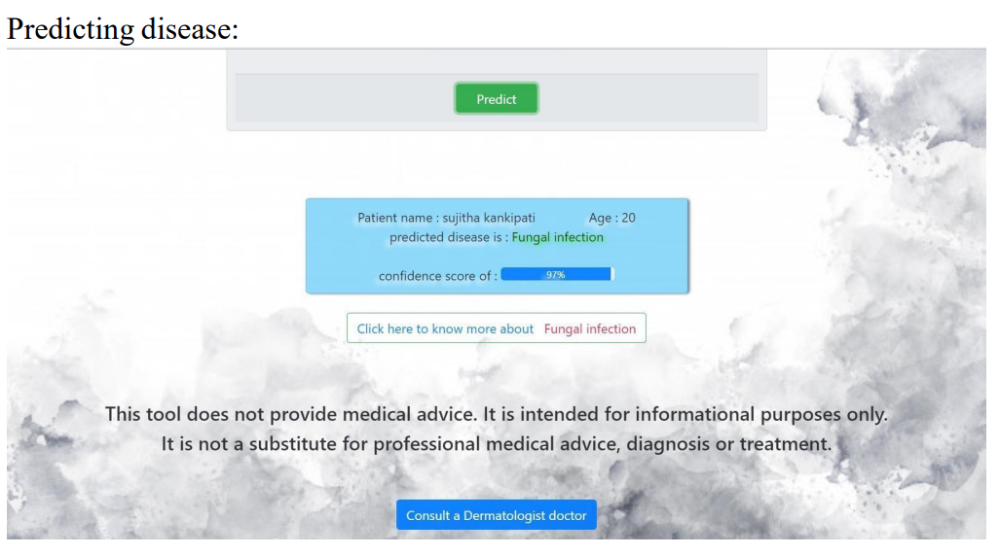 Predicting disease:
Predict
Patient name : sujitha kankipati Age : 20
predicted disease is : Fungal infection
confidence score of : 97%
Click here to know more about Fungal infection
This tool does not provide medical advice. It is intended for informational purposes only.
It is not a substitute for professional medical advice, diagnosis or treatment.
Consult a Dermatologist doctor